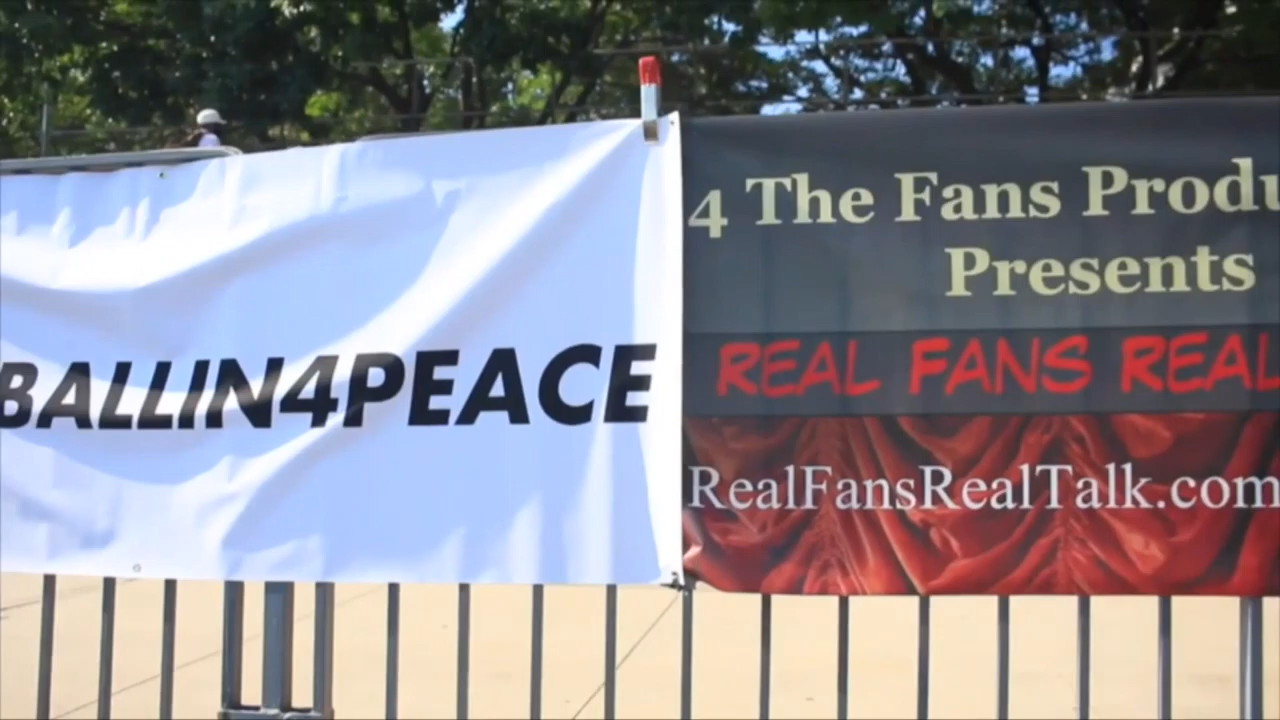 BALLIN4PEACE
4 The Fans Produ
Presents
REAL FANS REAL
RealFansRealTalk.com